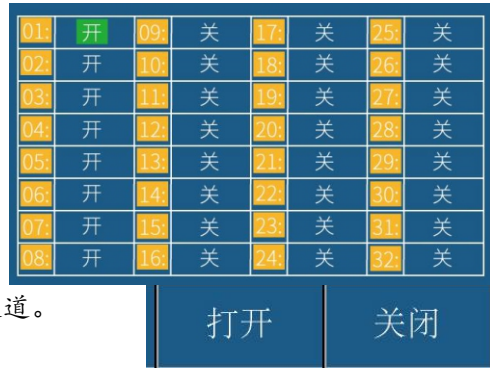 01: 开 09: 关 17: 关 25: 关
02: 开 10: 关 18: 关 26: 关
03: 开 11: 关 19: 关 27: 关
04: 开 12: 关 20: 关 28: 关
05: 开 13: 关 21: 关 29: 关
06: 开 14: 关 22: 关 30: 关
07: 开 15: 关 23: 关 31: 关
08: 开 16: 关 24: 关 32: 关
道。
打开 关闭